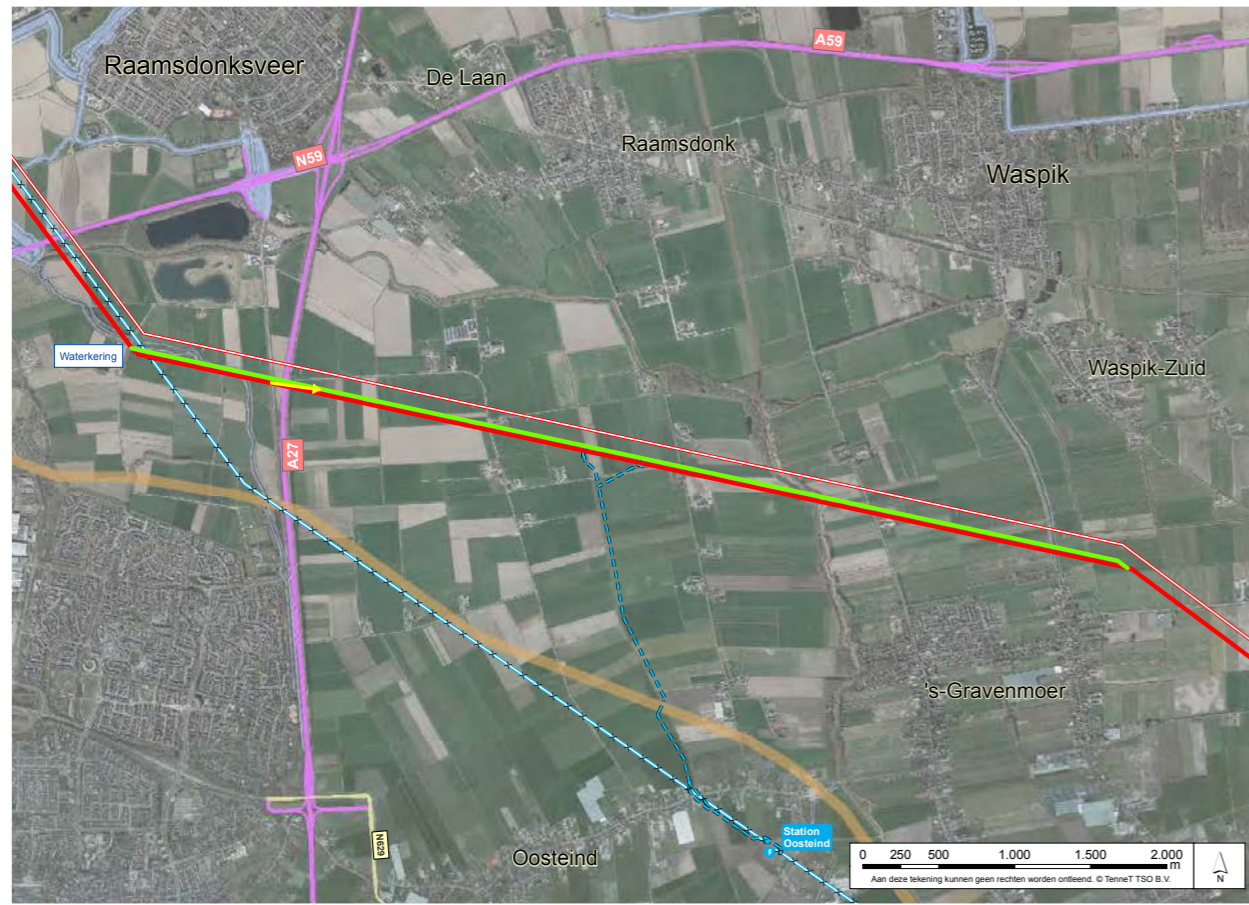 A59
Raamsdonksveer
De Laan
Raamsdonk
N59
Waspik
Waterkering
Waspik-Zuid
A27
's-Gravenmoer
N629
Oosteind
Station
Oosteind
0 250 500 1.000 1.500 2.000
m
Aan deze tekening kunnen geen rechten worden ontleend. © TenneT TSO B.V.
N